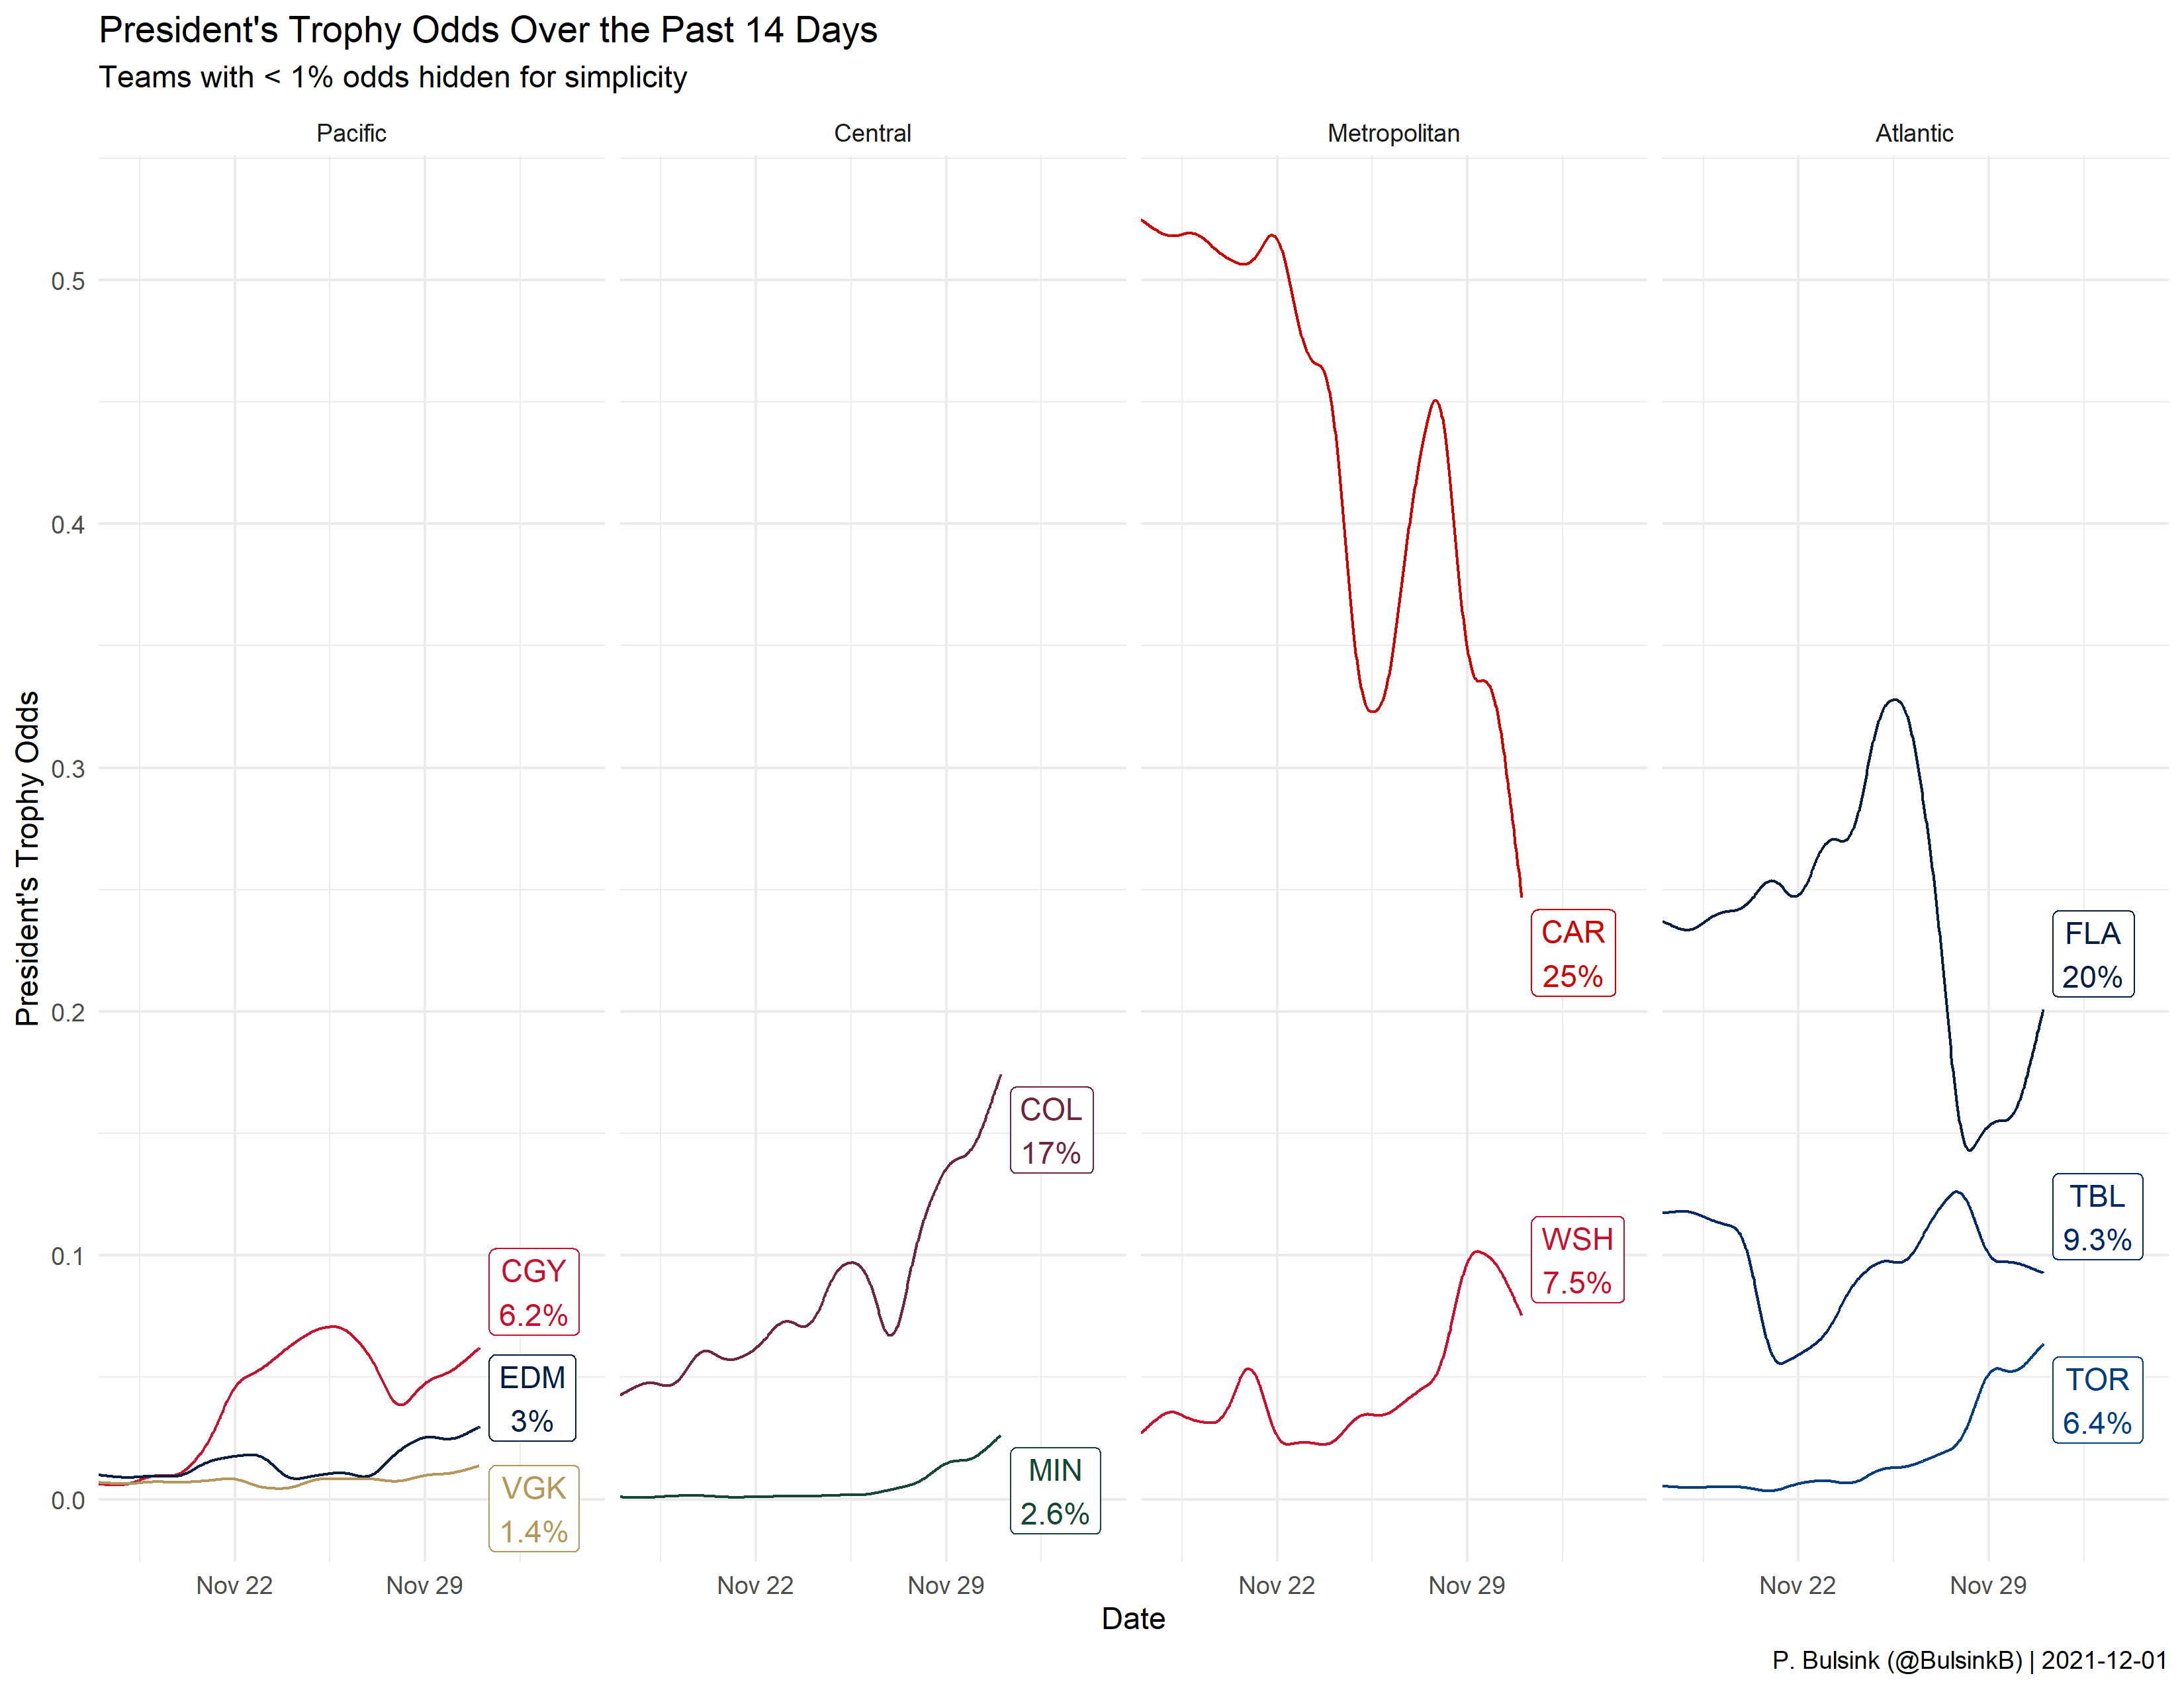 President's Trophy Odds Over the Past 14 Days
Teams with < 1% odds hidden for simplicity
Pacific
Central
Metropolitan
Atlantic
President's Trophy Odds
0.5
0.4
0.3
0.2
0.1
0.0
CGY
6.2%
EDM
3%
VGK
1.4%
COL
17%
MIN
2.6%
CAR
25%
WSH
7.5%
FLA
20%
TBL
9.3%
TOR
6.4%
Nov 22
Nov 29
Nov 22
Nov 29
Nov 22
Nov 29
Nov 22
Nov 29
Date
P. Bulsink (@BulsinkB) | 2021-12-01